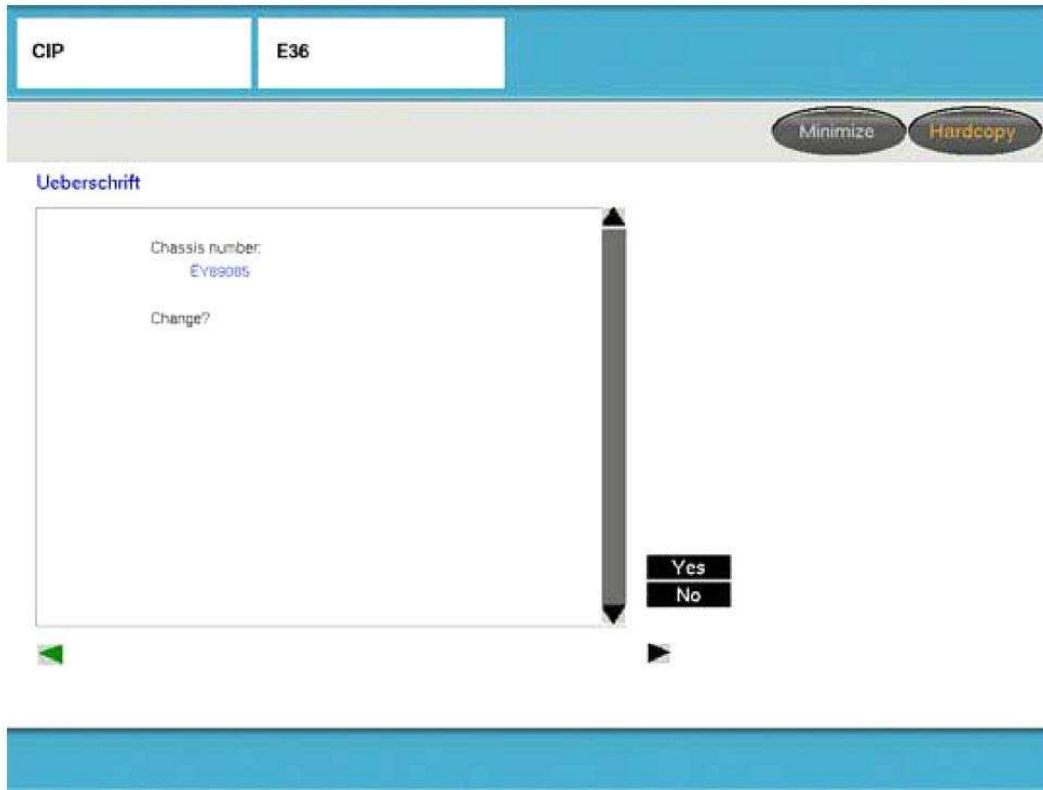 CIP
E36
Minimize
Hardcopy
Ueberschrift
Chassis number:
EY89085
Change?
Yes
No